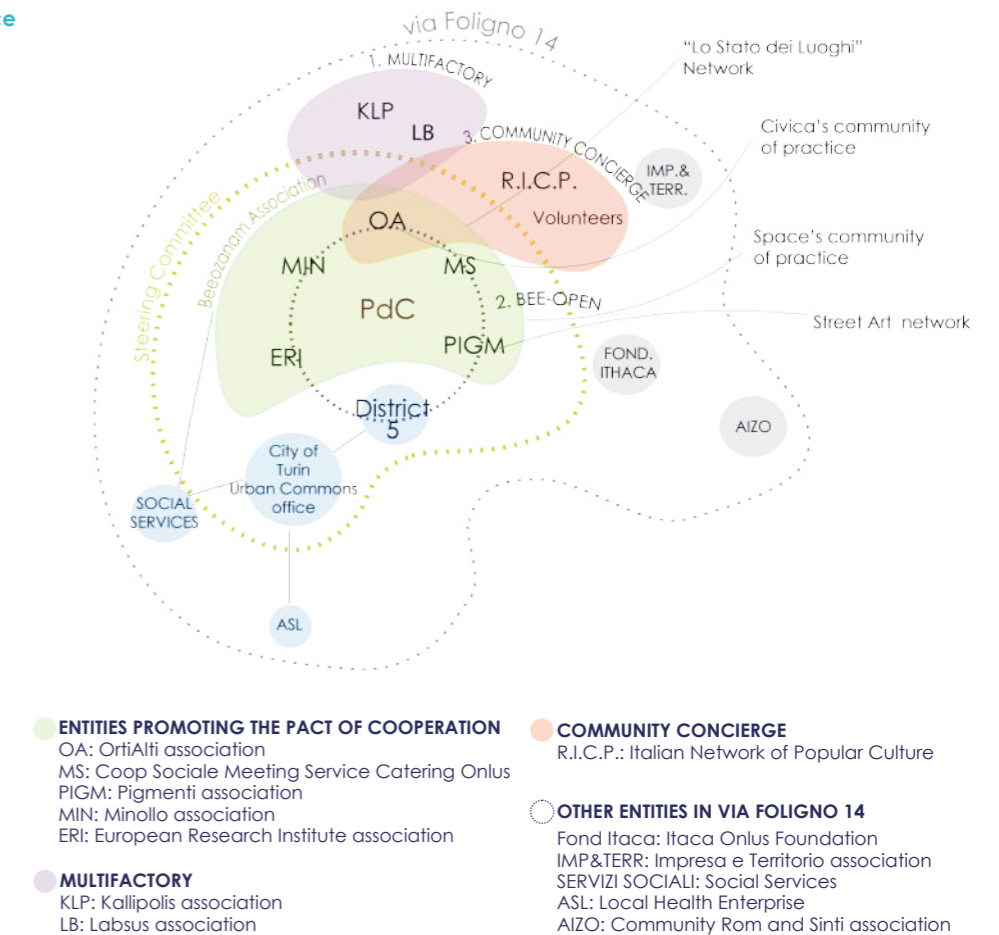 ce
via Foligno 14
1. MULTIFACTORY
"Lo Stato dei Luoghi"
Network
KLP
LB
3. COMMUNITY CONCIERGE
Civica's community
of practice
IMP.&
TERR.
R.I.C.P.
Volunteers
Steering Committee
Beeozanam Association
OA
MIN
MS
Space's community
of practice
PdC
2. BEE-OPEN
Street Art network
PIGM
ERI
FOND.
ITHACA
District
5
AIZO
City of
Turin
Urban Commons
office
SOCIAL
SERVICES
ASL
ENTITIES PROMOTING THE PACT OF COOPERATION
OA: OrtiAlti association
MS: Coop Sociale Meeting Service Catering Onlus
PIGM: Pigmenti association
MIN: Minollo association
ERI: European Research Institute association
MULTIFACTORY
KLP: Kallipolis association
LB: Labsus association
COMMUNITY CONCIERGE
R.I.C.P.: Italian Network of Popular Culture
OTHER ENTITIES IN VIA FOLIGNO 14
Fond Itaca: Itaca Onlus Foundation
IMP&TERR: Impresa e Territorio association
SERVIZI SOCIALI: Social Services
ASL: Local Health Enterprise
AIZO: Community Rom and Sinti association